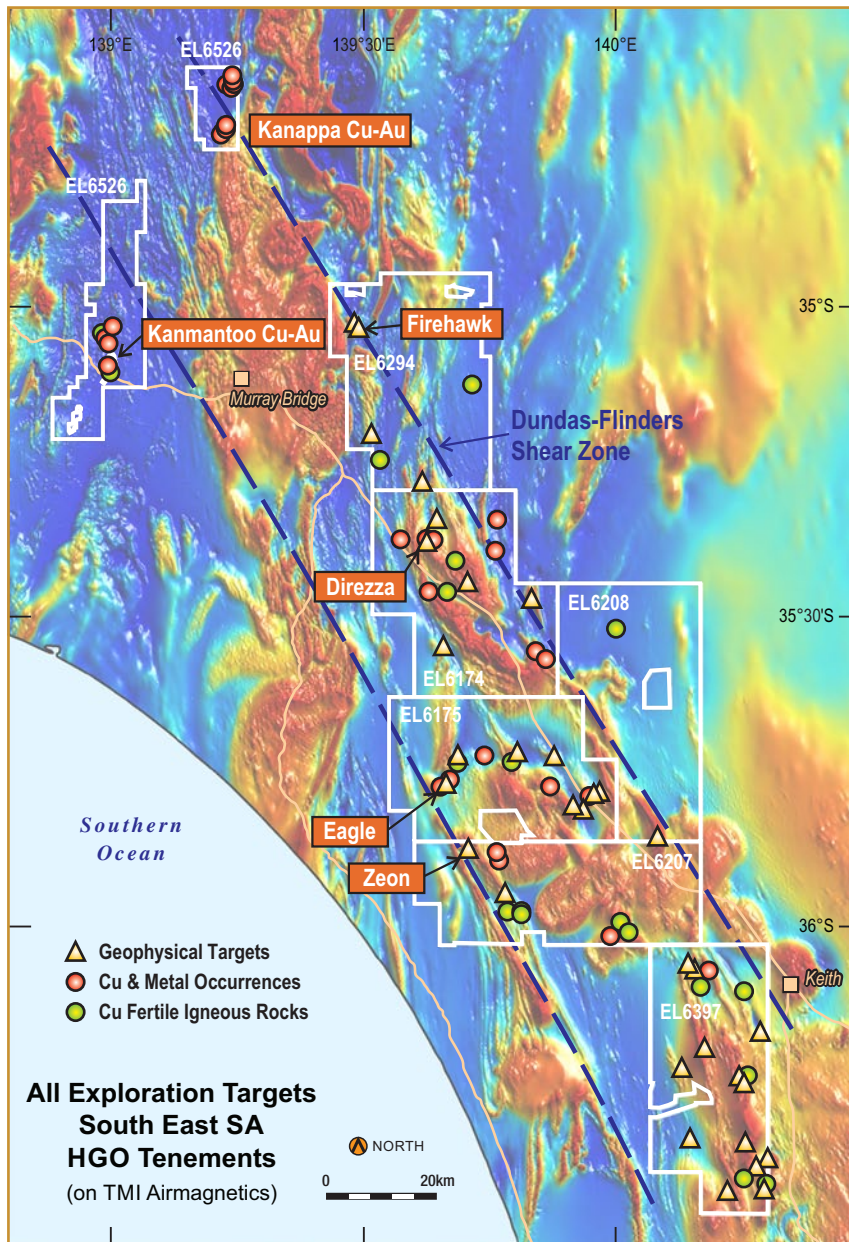 139°E
139°30'E
140°E
EL6526
Kanappa Cu-Au
EL6526
35°S
Firehawk
Kanmantoo Cu-Au
EL6294
Murray Bridge
Dundas-Flinders
Shear Zone
Direzza
EL6208
35°30'S
EL6174
EL6175
Southern
Ocean
Eagle
EL6207
Zeon
36°S
Geophysical Targets
Cu & Metal Occurrences
Cu Fertile Igneous Rocks
Keith
EL6397
All Exploration Targets
South East SA
HGO Tenements
(on TMI Airmagnetics)
NORTH
0 20km